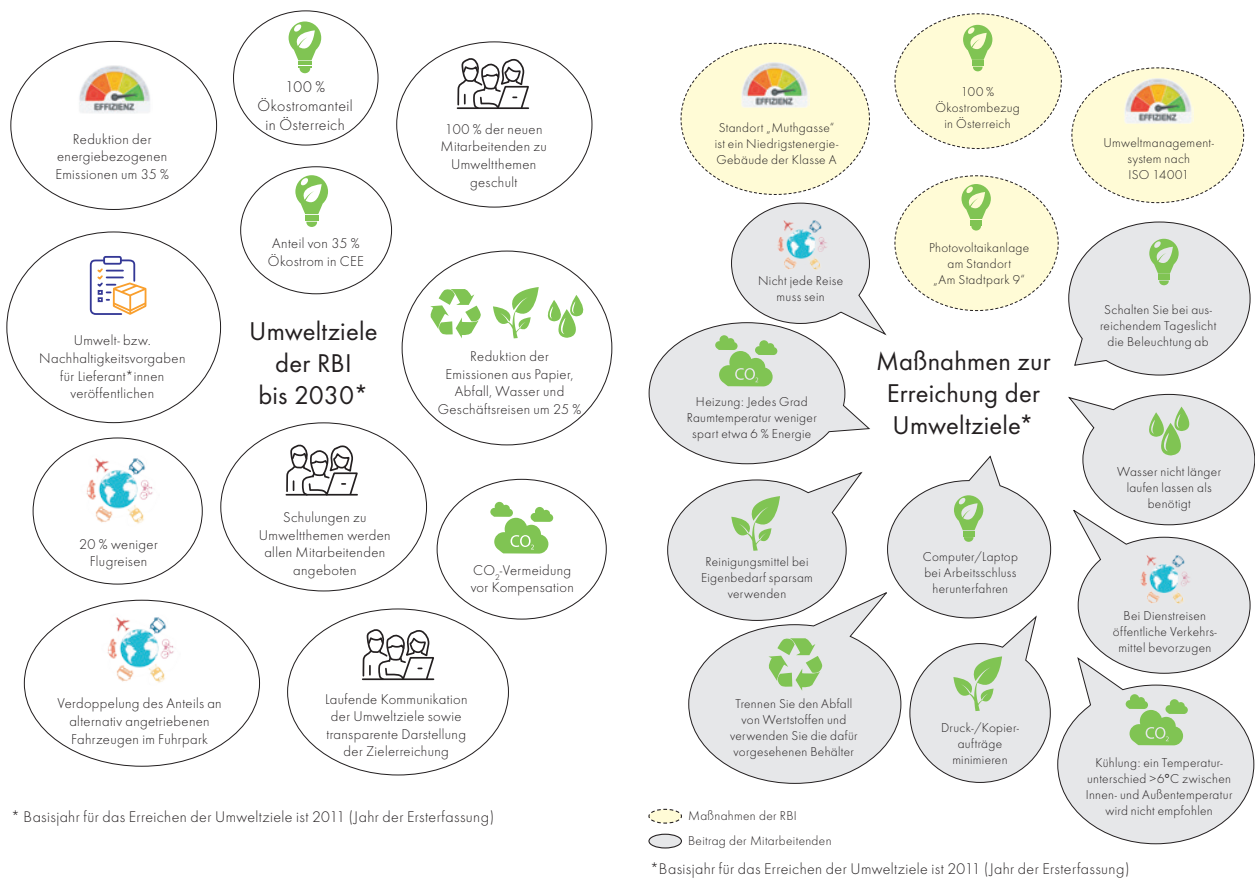 EFFIZIENZ
Reduktion der
energiebezogenen
Emissionen um 35 %
100 %
Ökostromanteil
in Österreich
100 % der neuen
Mitarbeitenden zu
Umweltthemen
geschult
Anteil von 35 %
Ökostrom in CEE
Umwelt- bzw.
Nachhaltigkeitsvorgaben
für Lieferant*innen
veröffentlichen
Umweltziele
der RBI
bis 2030*
Reduktion der
Emissionen aus Papier,
Abfall, Wasser und
Geschäftsreisen um 25 %
20 % weniger
Flugreisen
Schulungen zu
Umweltthemen werden
allen Mitarbeitenden
angeboten
CO2
CO2-Vermeidung
vor Kompensation
Verdoppelung des Anteils an
alternativ angetriebenen
Fahrzeugen im Fuhrpark
Laufende Kommunikation
der Umweltziele sowie
transparente Darstellung
der Zielerreichung
* Basisjahr für das Erreichen der Umweltziele ist 2011 (Jahr der Ersterfassung)
EFFIZIENZ
Standort „Muthgasse"
ist ein Niedrigstenergie-
Gebäude der Klasse A
100 %
Ökostrombezug
in Österreich
EFFIZIENZ
Umweltmanagement-
system nach
ISO 14001
Nicht jede Reise
muss sein
Photovoltaikanlage
am Standort
„Am Stadtpark 9"
Schalten Sie bei aus-
reichendem Tageslicht
die Beleuchtung ab
CO2
Heizung: Jedes Grad
Raumtemperatur weniger
spart etwa 6 % Energie
Maßnahmen zur
Erreichung der
Umweltziele*
Wasser nicht länger
laufen lassen als
benötigt
Reinigungsmittel bei
Eigenbedarf sparsam
verwenden
Computer/Laptop
bei Arbeitsschluss
herunterfahren
Bei Dienstreisen
öffentliche Verkehrs-
mittel bevorzugen
Trennen Sie den Abfall
von Wertstoffen und
verwenden Sie die dafür
vorgesehenen Behälter
Druck-/Kopier-
aufträge
minimieren
CO2
Kühlung: ein Temperatur-
unterschied >6°C zwischen
Innen- und Außentemperatur
wird nicht empfohlen
Maßnahmen der RBI
Beitrag der Mitarbeitenden
*Basisjahr für das Erreichen der Umweltziele ist 2011 (Jahr der Ersterfassung)